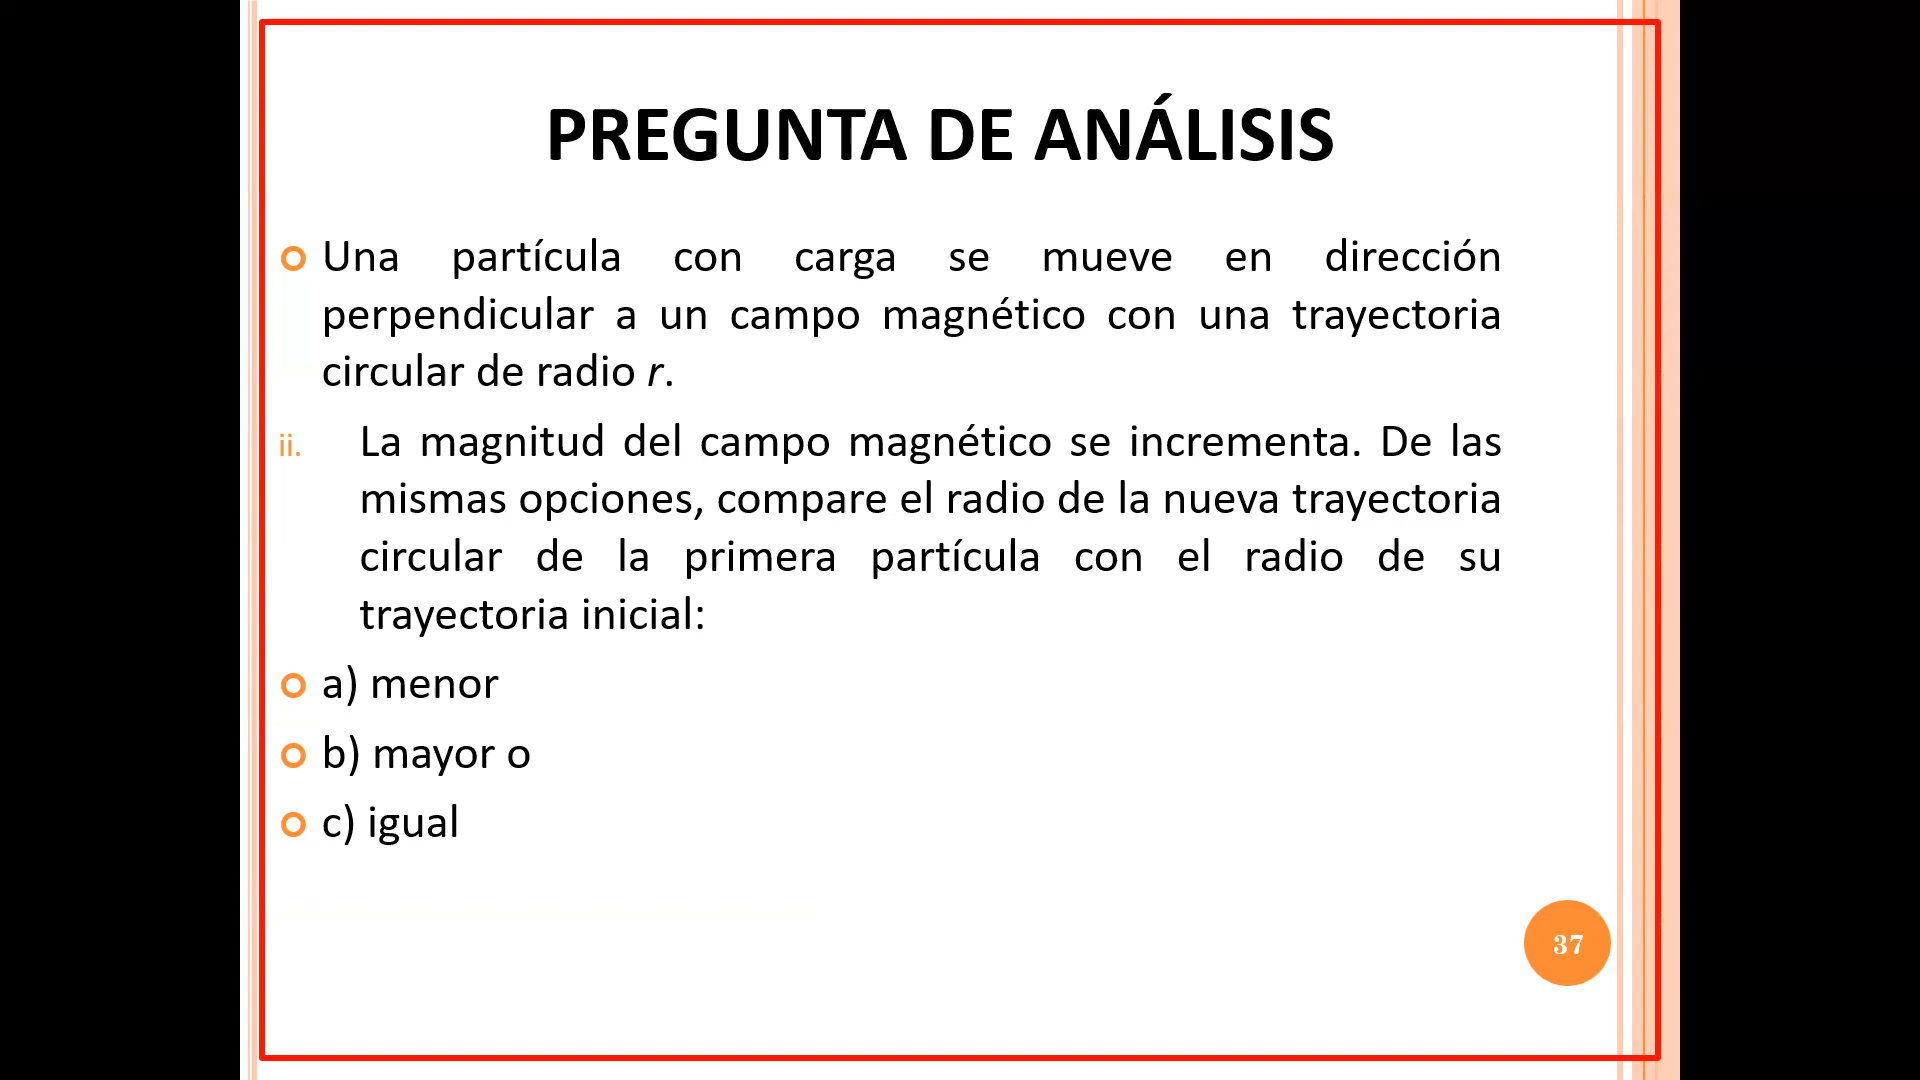 PREGUNTA DE ANÁLISIS
Una partícula con carga se mueve en dirección
perpendicular a un campo magnético con una trayectoria
circular de radio r.
ii. La magnitud del campo magnético se incrementa. De las
mismas opciones, compare el radio de la nueva trayectoria
circular de la primera partícula con el radio de su
trayectoria inicial:
a) menor
b) mayor o
c) igual
37